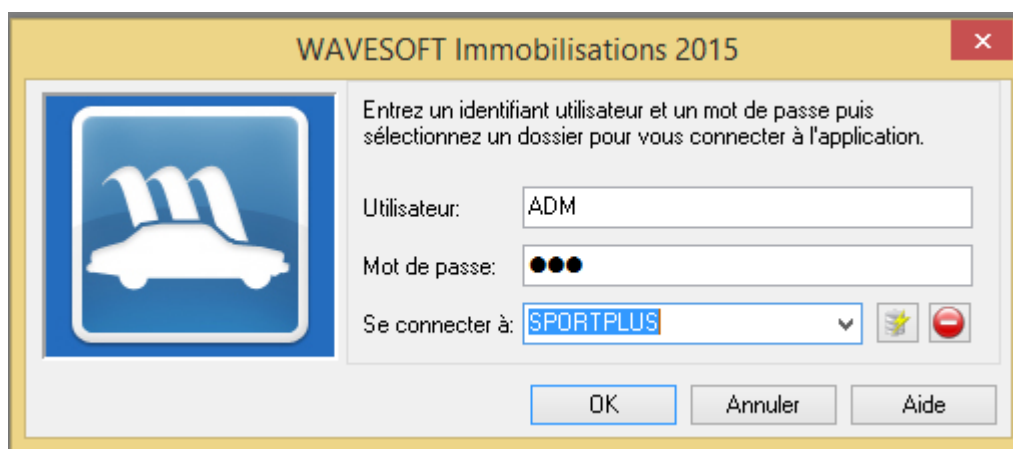 WAVESOFT Immobilisations 2015
Entrez un identifiant utilisateur et un mot de passe puis
sélectionnez un dossier pour vous connecter à l'application.
Utilisateur: ADM
Mot de passe: ●●●
Se connecter à: SPORTPLUS
OK Annuler Aide